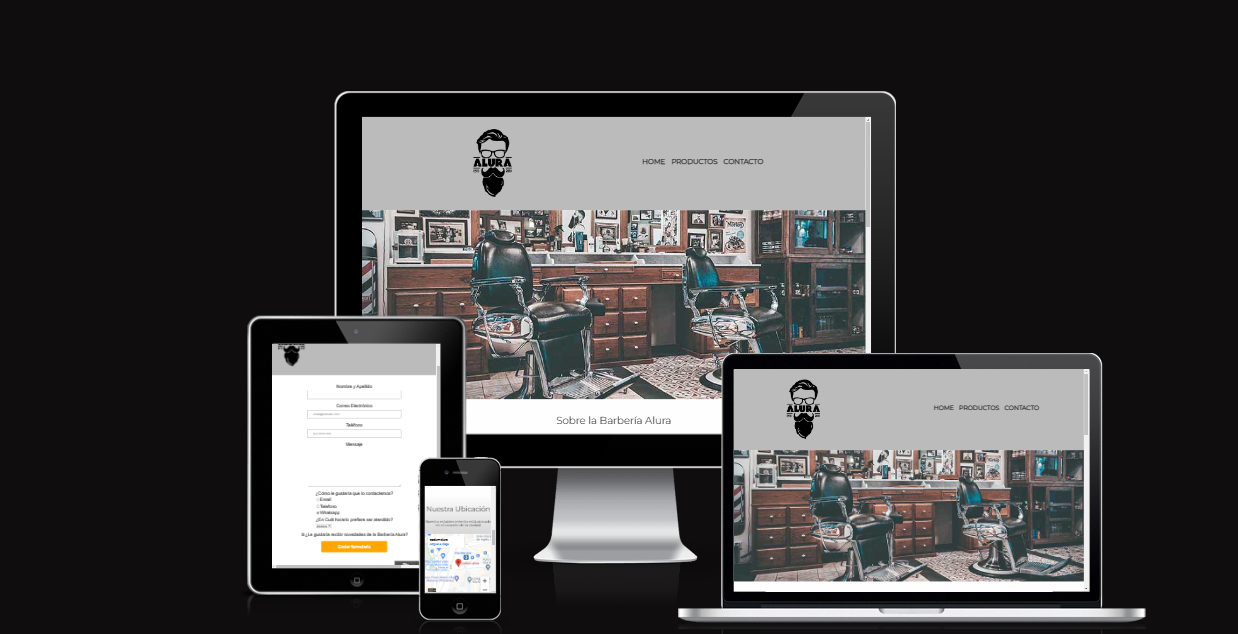 ALURA
HOME PRODUCTOS CONTACTO
Sobre la Barbería Alura
Nombre y Apellido
Correo Electrónico
Teléfono
Mensaje
¿Cómo le gustaría que lo contactemos?
Email
Telefono
Whatsapp
¿En Cuál horario prefiere ser atendido?
¿Le gustaría recibir novedades de la Barbería Alura?
Enviar formulario
Nuestra Ubicación
ALURA
HOME PRODUCTOS CONTACTO